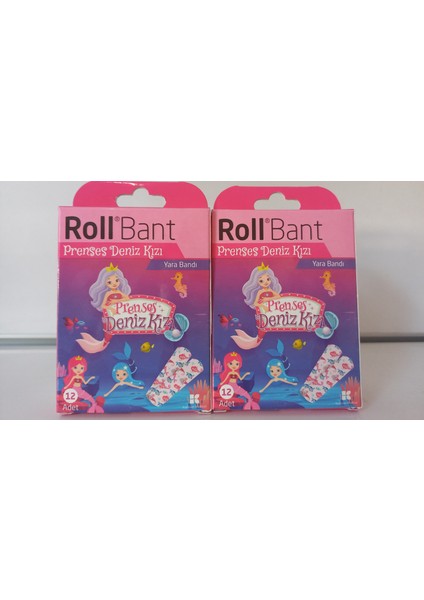 Roll®Bant
Prenses Deniz Kızı
Yara Bandı
Prenses
Deniz Kızı
12
Adet
Roll®Bant
Prenses Deniz Kızı
Yara Bandı
Prenses
Deniz Kızı
12
Adet